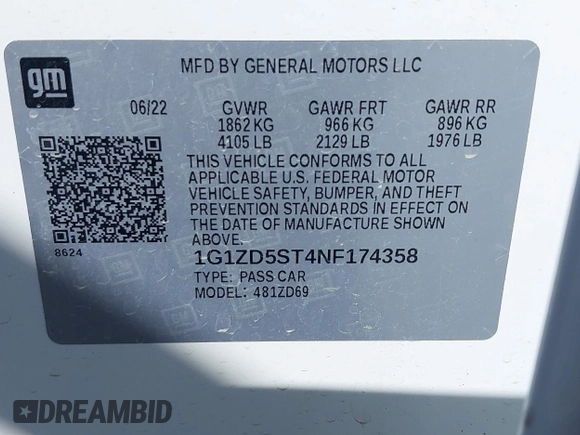 gm
MFD BY GENERAL MOTORS LLC
06/22 GVWR GAWR FRT GAWR RR
1862 KG 966 KG 896 KG
4105 LB 2129 LB 1976 LB
THIS VEHICLE CONFORMS TO ALL
APPLICABLE U.S. FEDERAL MOTOR
VEHICLE SAFETY, BUMPER, AND THEFT
PREVENTION STANDARDS IN EFFECT ON
THE DATE OF MANUFACTURE SHOWN
ABOVE.
8624
1G1ZD5ST4NF174358
TYPE: PASS CAR
MODEL: 481ZD69
DREAMBID